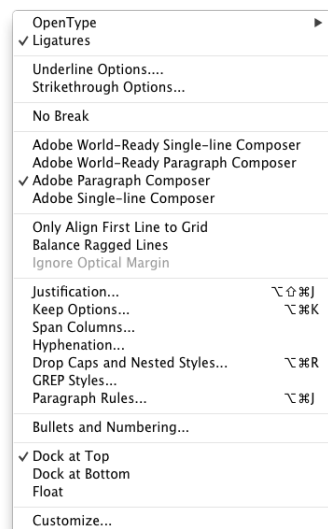 OpenType ▶
✓ Ligatures
Underline Options....
Strikethrough Options...
No Break
Adobe World-Ready Single-line Composer
Adobe World-Ready Paragraph Composer
✓ Adobe Paragraph Composer
Adobe Single-line Composer
Only Align First Line to Grid
Balance Ragged Lines
Ignore Optical Margin
Justification... ⌥⇧⌘J
Keep Options... ⌥⌘K
Span Columns...
Hyphenation...
Drop Caps and Nested Styles... ⌥⌘R
GREP Styles...
Paragraph Rules... ⌥⌘J
Bullets and Numbering...
✓ Dock at Top
Dock at Bottom
Float
Customize...